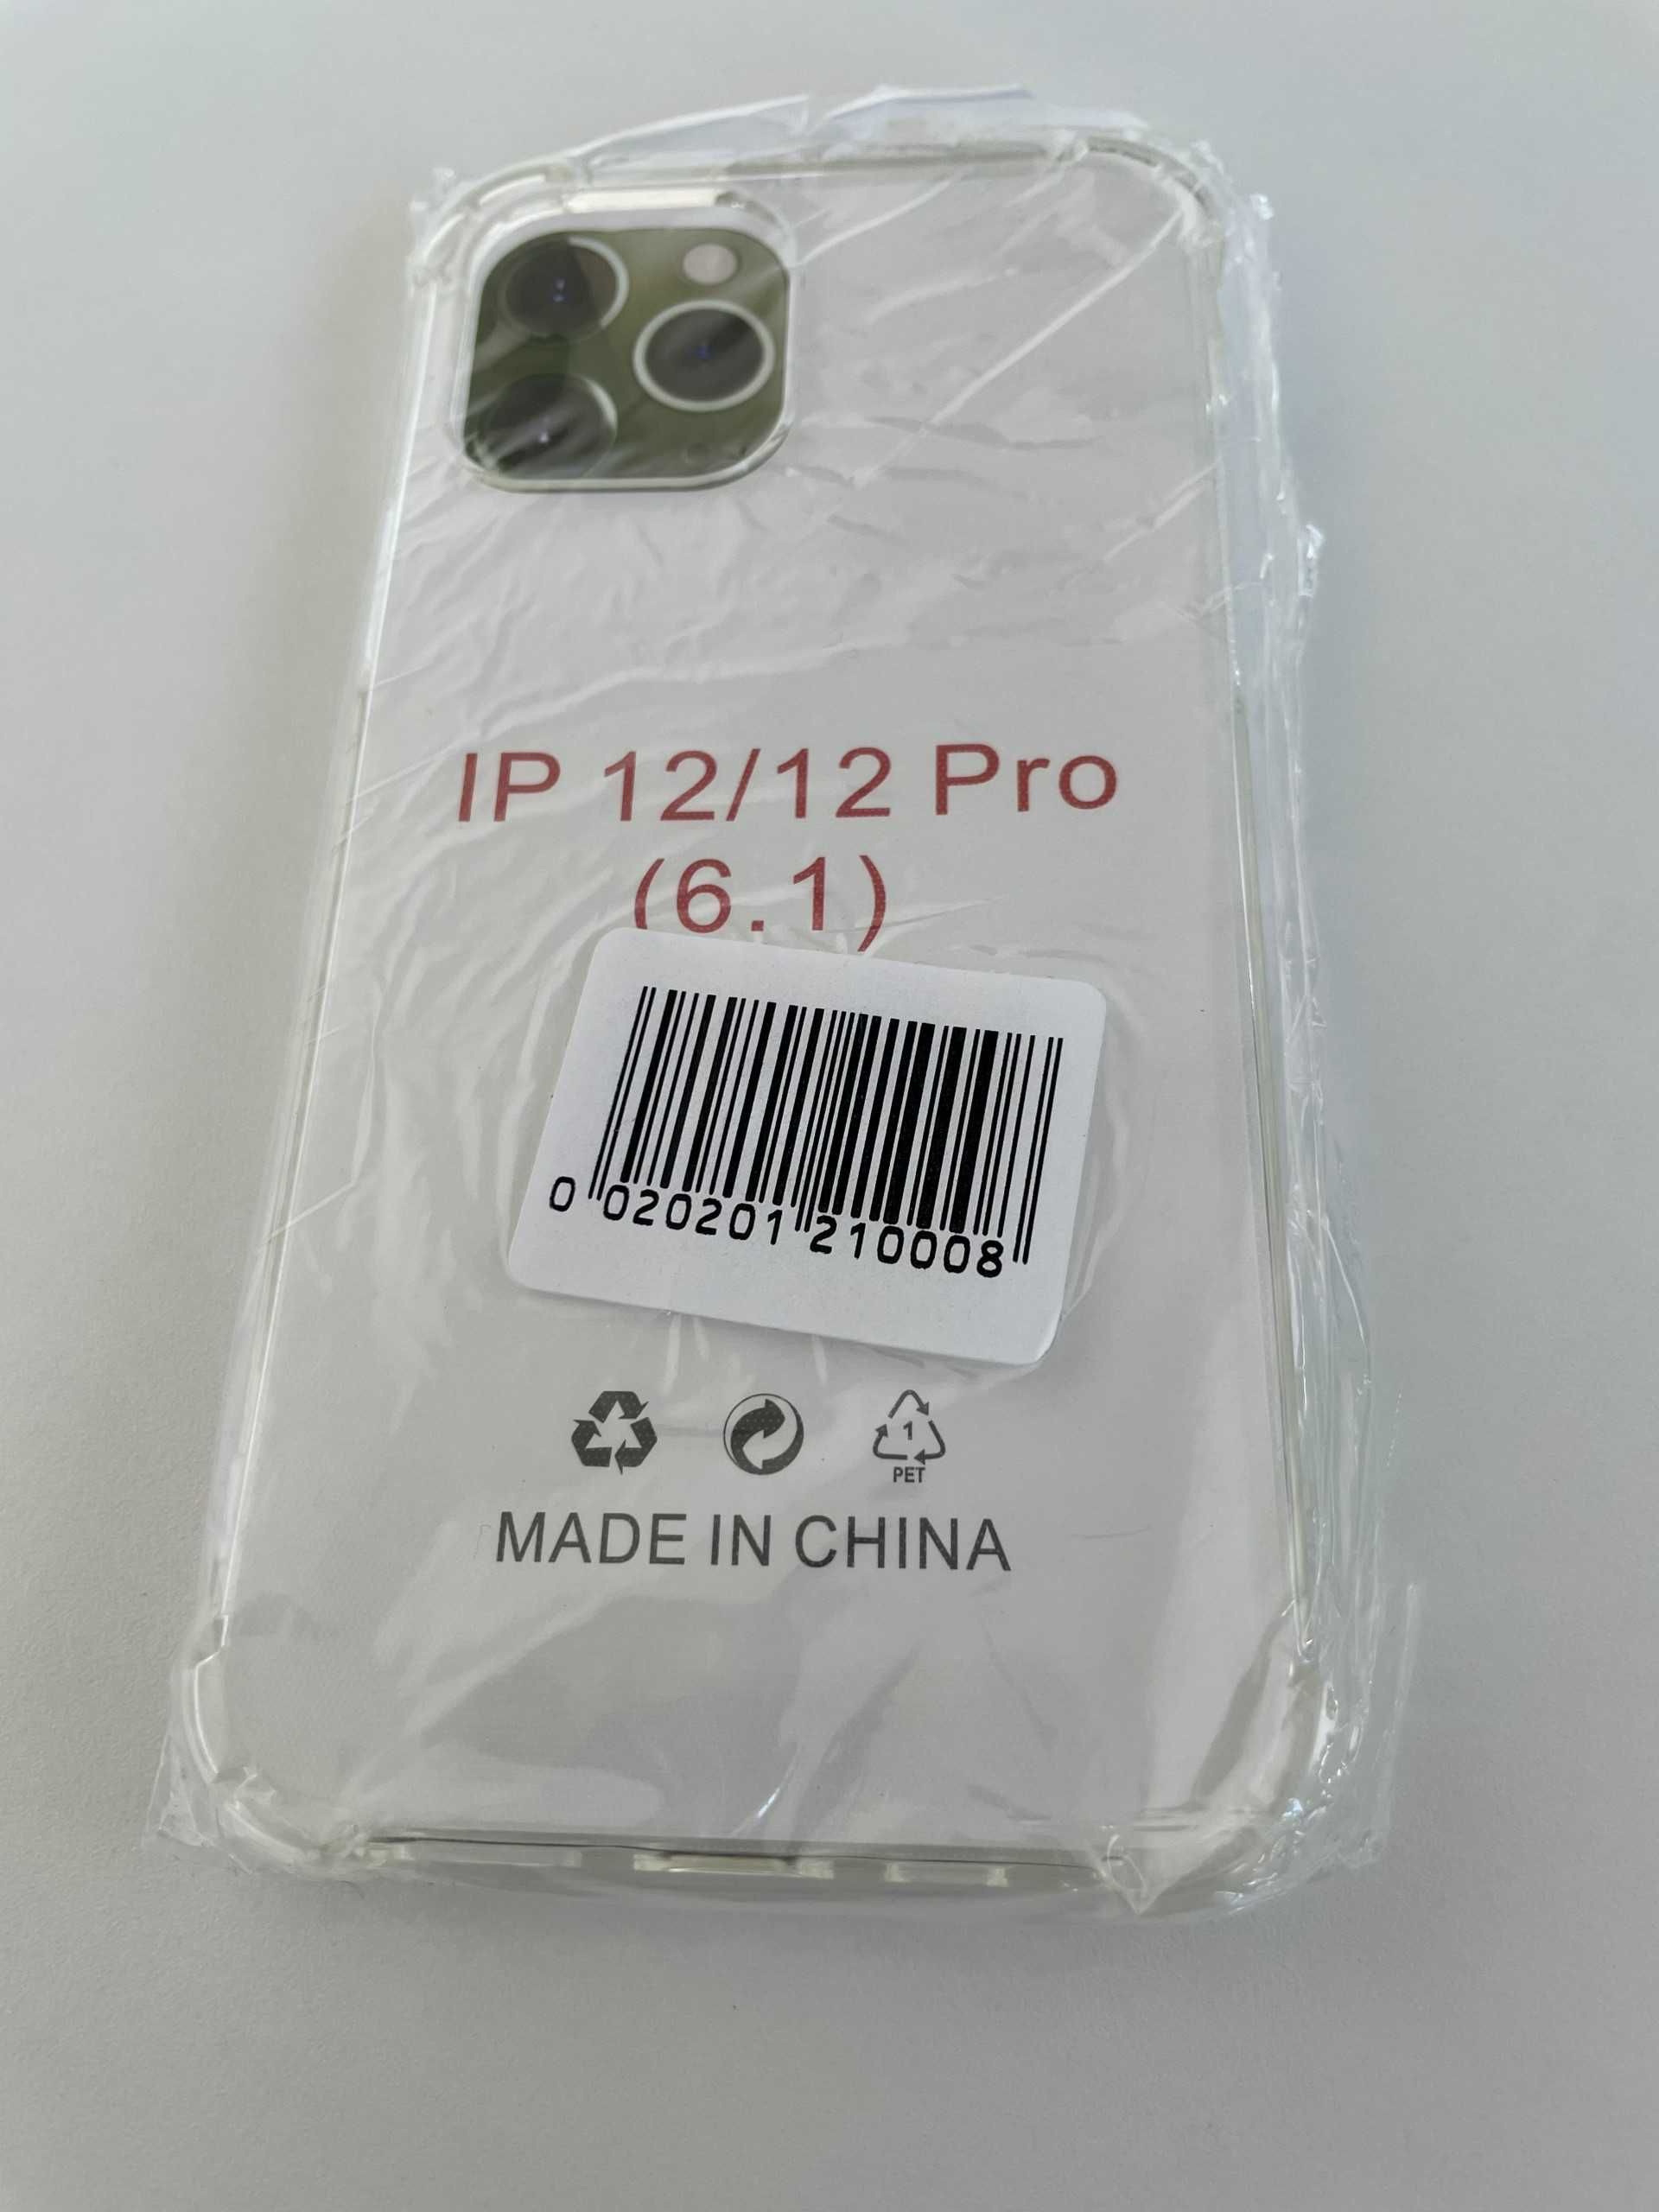 IP 12/12 Pro
(6.1)
0 020201 210008
1
PET
MADE IN CHINA